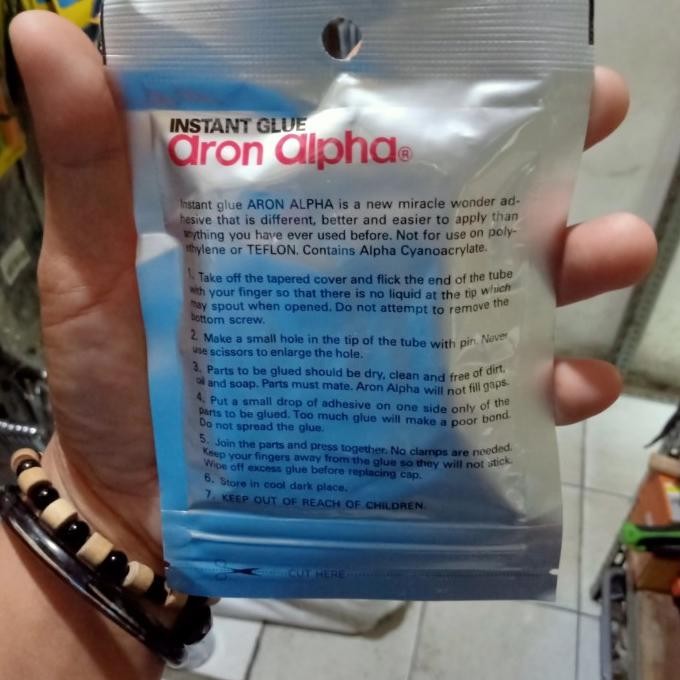 INSTANT GLUE
aron alpha®
Instant glue ARON ALPHA is a new miracle wonder ad-
hesive that is different, better and easier to apply than
anything you have ever used before. Not for use on poly-
ethylene or TEFLON. Contains Alpha Cyanoacrylate.
1. Take off the tapered cover and flick the end of the tube
with your finger so that there is no liquid at the tip which
may spout when opened. Do not attempt to remove the
bottom screw.
2. Make a small hole in the tip of the tube with pin. Never
use scissors to enlarge the hole.
3. Parts to be glued should be dry, clean and free of dirt,
oil and soap. Parts must mate. Aron Alpha will not fill gaps.
4. Put a small drop of adhesive on one side only of the
parts to be glued. Too much glue will make a poor bond.
Do not spread the glue.
5. Join the parts and press together. No clamps are needed.
Keep your fingers away from the glue so they will not stick.
Wipe off excess glue before replacing cap.
6. Store in cool dark place.
7. KEEP OUT OF REACH OF CHILDREN.
CUT HERE